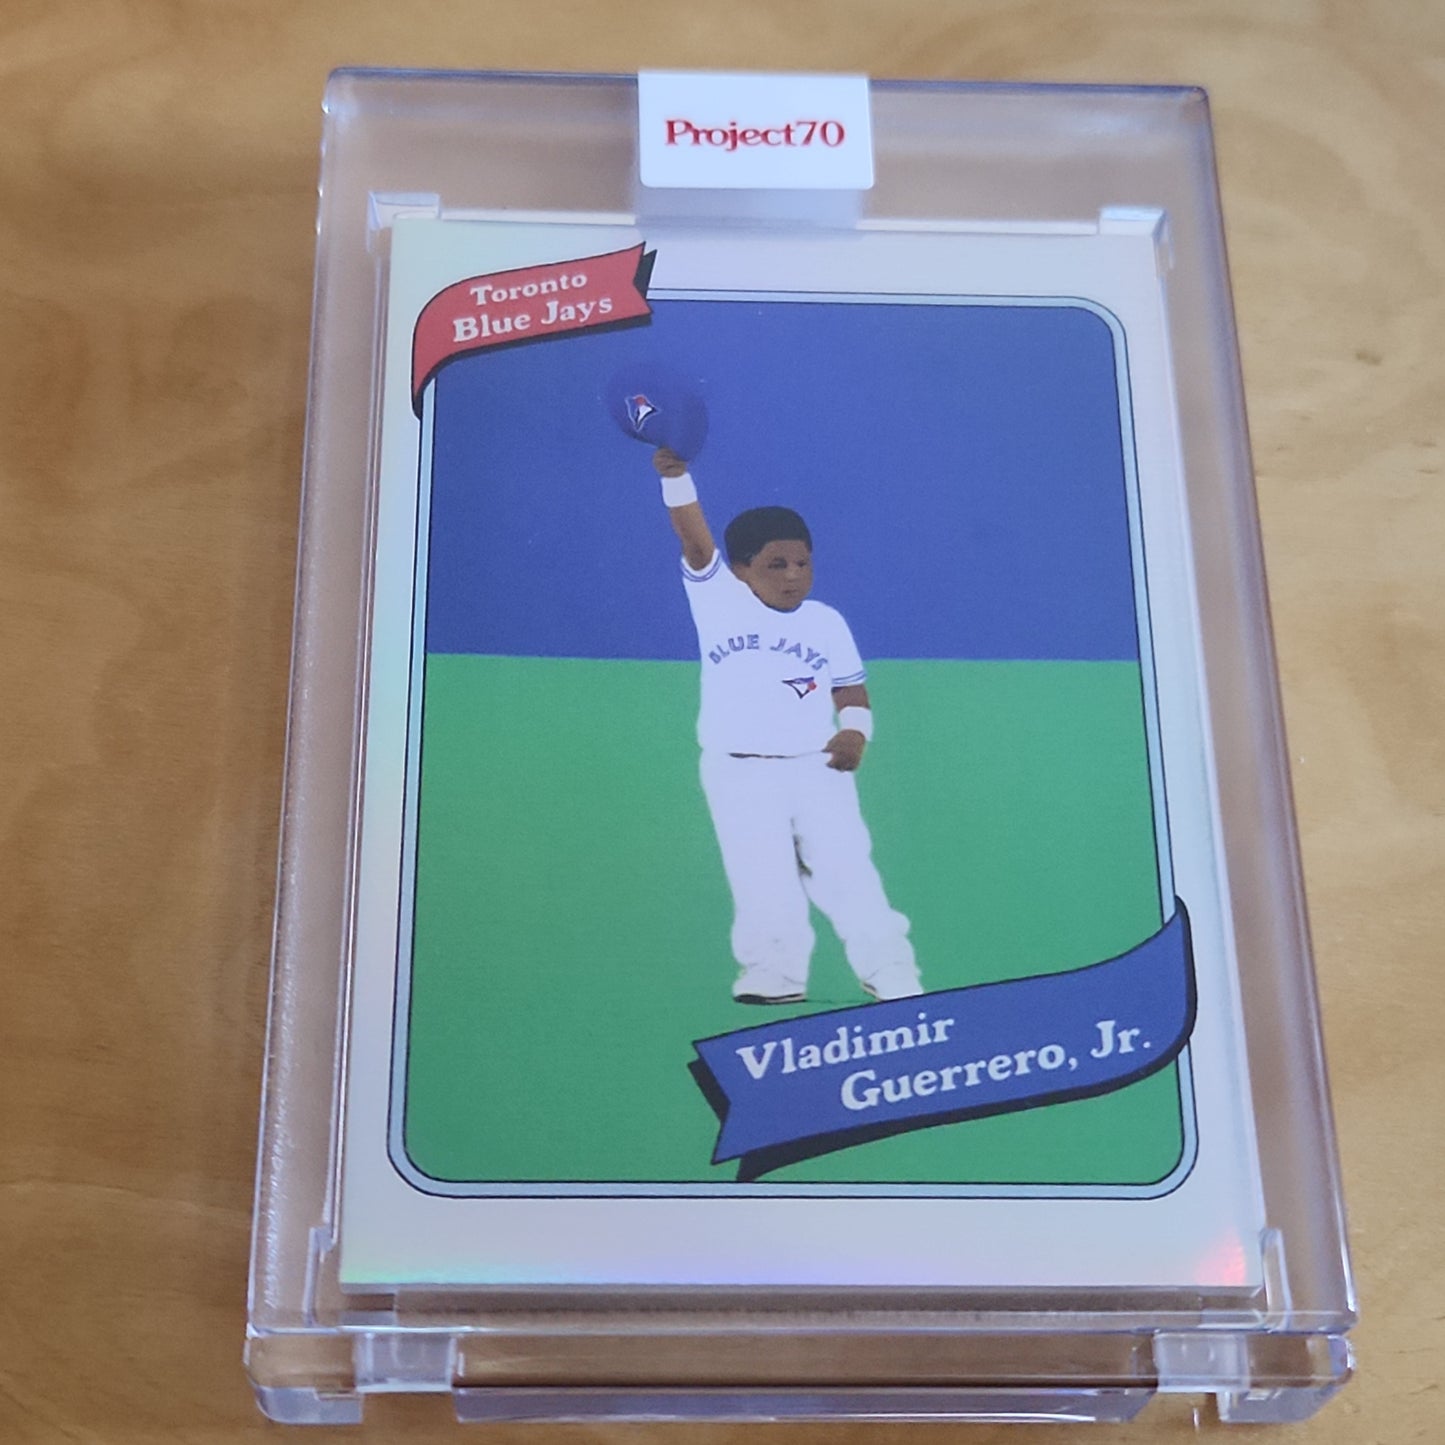 Project70
Toronto
Blue Jays
BLUE JAYS
Vladimir
Guerrero, Jr.